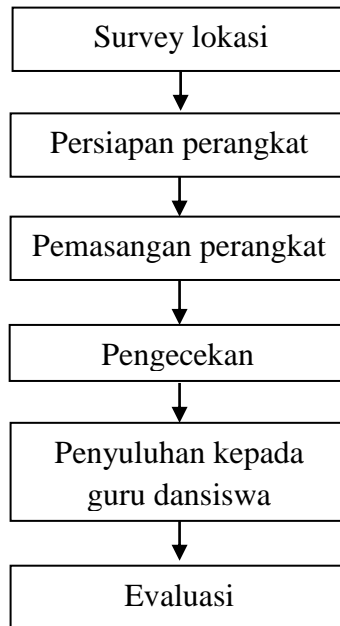 Survey lokasi
Persiapan perangkat
Pemasangan perangkat
Pengecekan
Penyuluhan kepada
guru dansiswa
Evaluasi